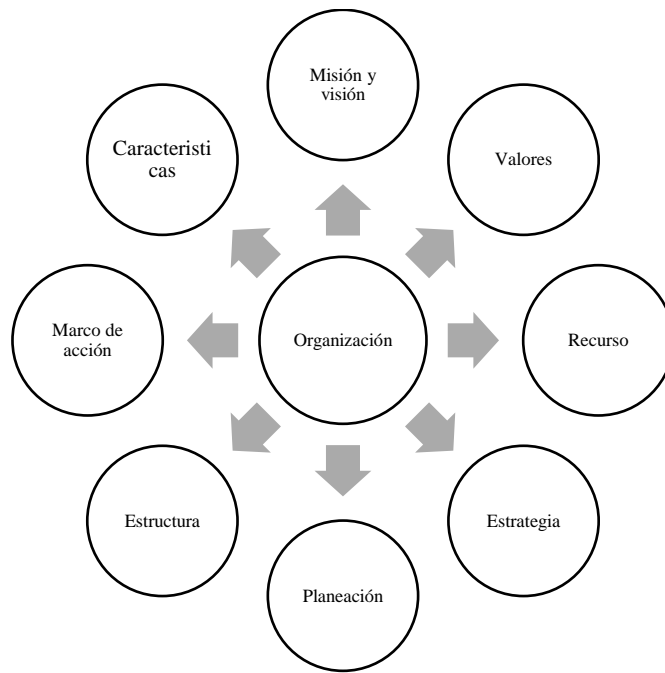 Misión y
visión
Caracteristi
cas
Valores
Marco de
acción
Organización
Recurso
Estructura
Estrategia
Planeación